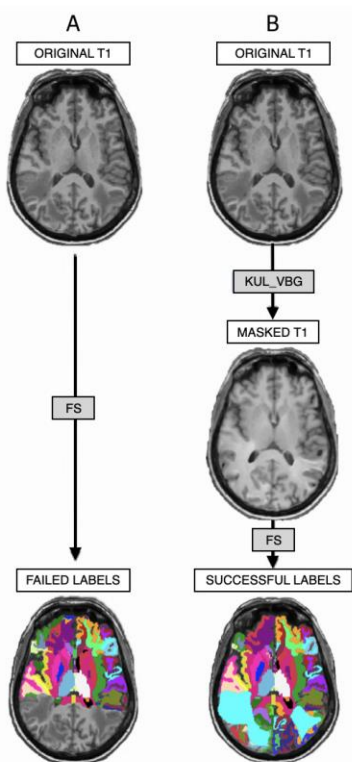 A
B
ORIGINAL T1
ORIGINAL T1
KUL_VBG
MASKED T1
FS
FS
FAILED LABELS
SUCCESSFUL LABELS